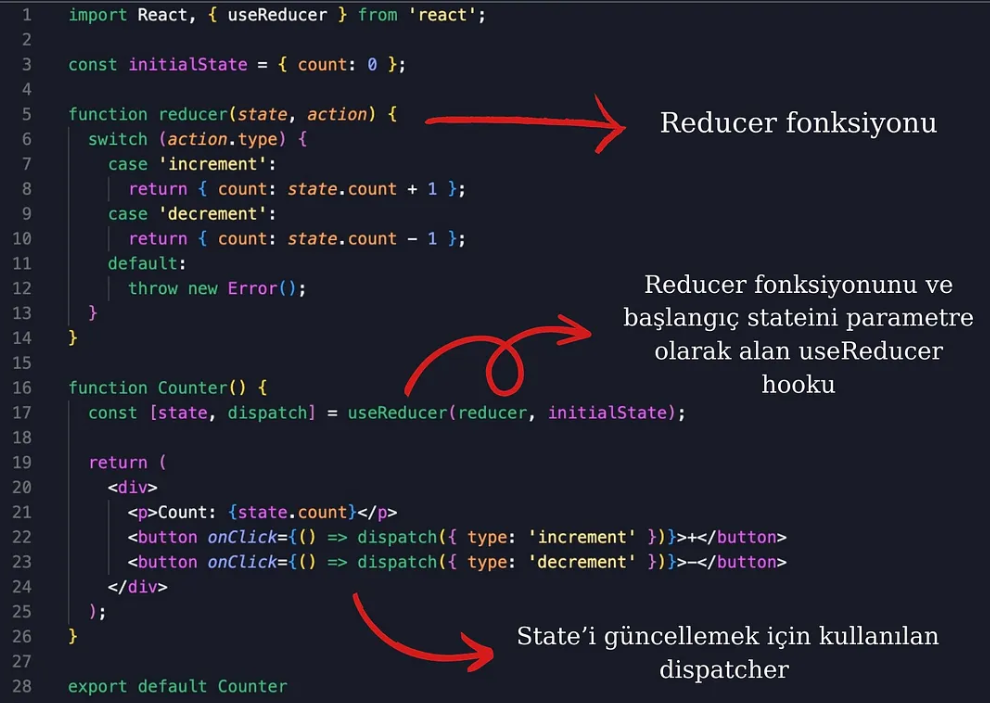 1 import React, { useReducer } from 'react';
2
3 const initialState = { count: 0 };
4
5 function reducer(state, action) {
6 switch (action.type) {
7 case 'increment':
8 return { count: state.count + 1 };
9 case 'decrement':
10 return { count: state.count - 1 };
11 default:
12 throw new Error();
13 }
14 }
15
16 function Counter() {
17 const [state, dispatch] = useReducer(reducer, initialState);
18
19 return (
20 <div>
21 <p>Count: {state.count}</p>
22 <button onClick={() => dispatch({ type: 'increment' })}>+</button>
23 <button onClick={() => dispatch({ type: 'decrement' })}>−</button>
24 </div>
25 );
26 }
27
28 export default Counter
Reducer fonksiyonu
Reducer fonksiyonunu ve
başlangıç stateini parametre
olarak alan useReducer
hooku
State’i güncellemek için kullanılan
dispatcher